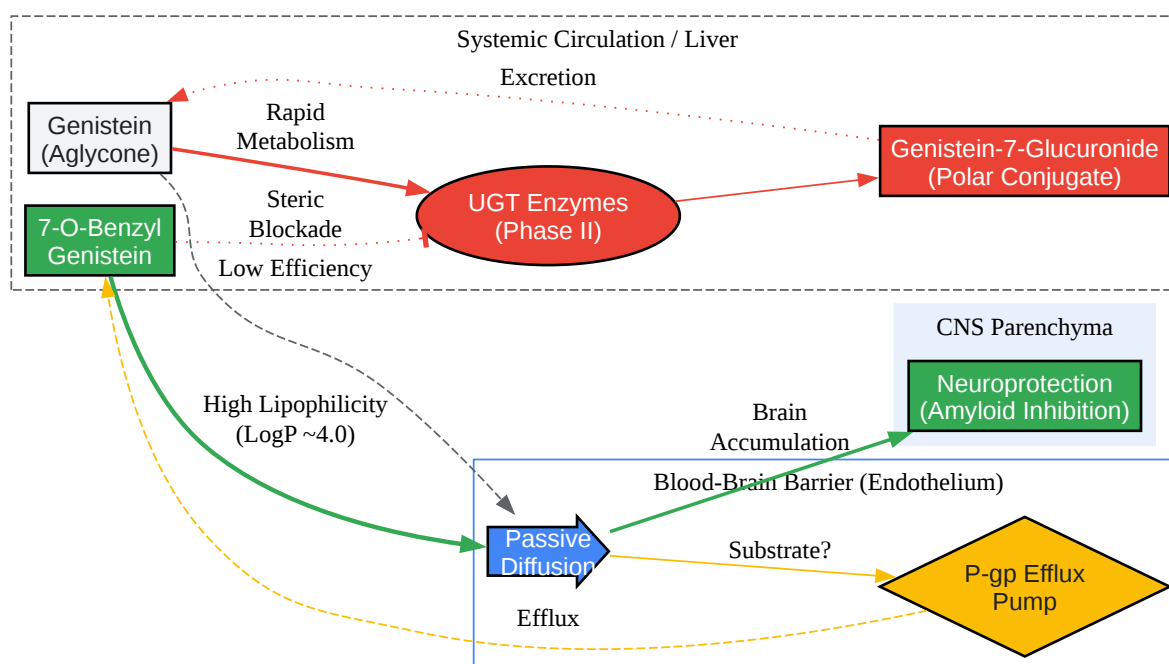 Systemic Circulation / Liver
Excretion
Genistein
(Aglycone)
Rapid
Metabolism
Genistein-7-Glucuronide
(Polar Conjugate)
UGT Enzymes
(Phase II)
Steric
Blockade
7-O-Benzyl
Genistein
Low Efficiency
CNS Parenchyma
Neuroprotection
(Amyloid Inhibition)
High Lipophilicity
(LogP ~4.0)
Brain
Accumulation
Blood-Brain Barrier (Endothelium)
Passive
Diffusion
Substrate?
P-gp Efflux
Pump
Efflux